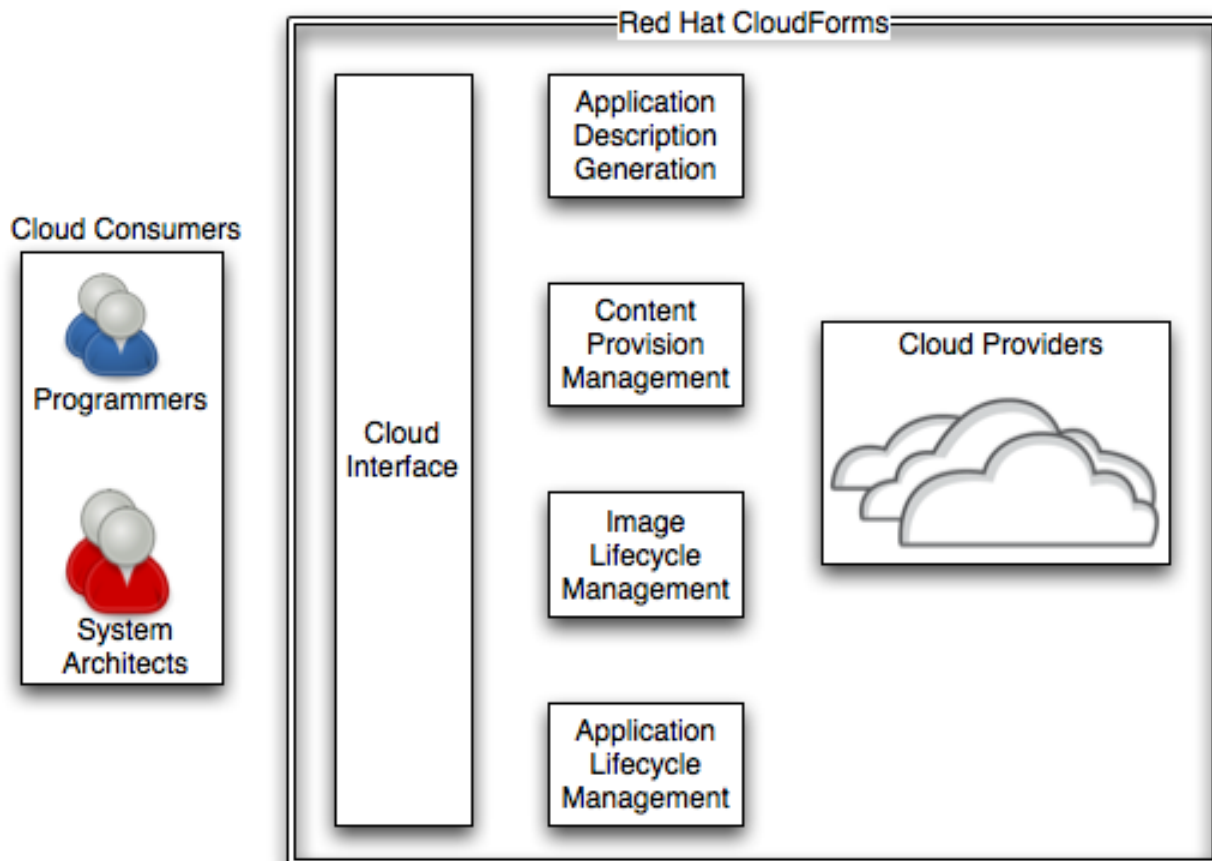 Red Hat CloudForms
Cloud Consumers
Programmers
System
Architects
Cloud
Interface
Application
Description
Generation
Content
Provision
Management
Image
Lifecycle
Management
Application
Lifecycle
Management
Cloud Providers